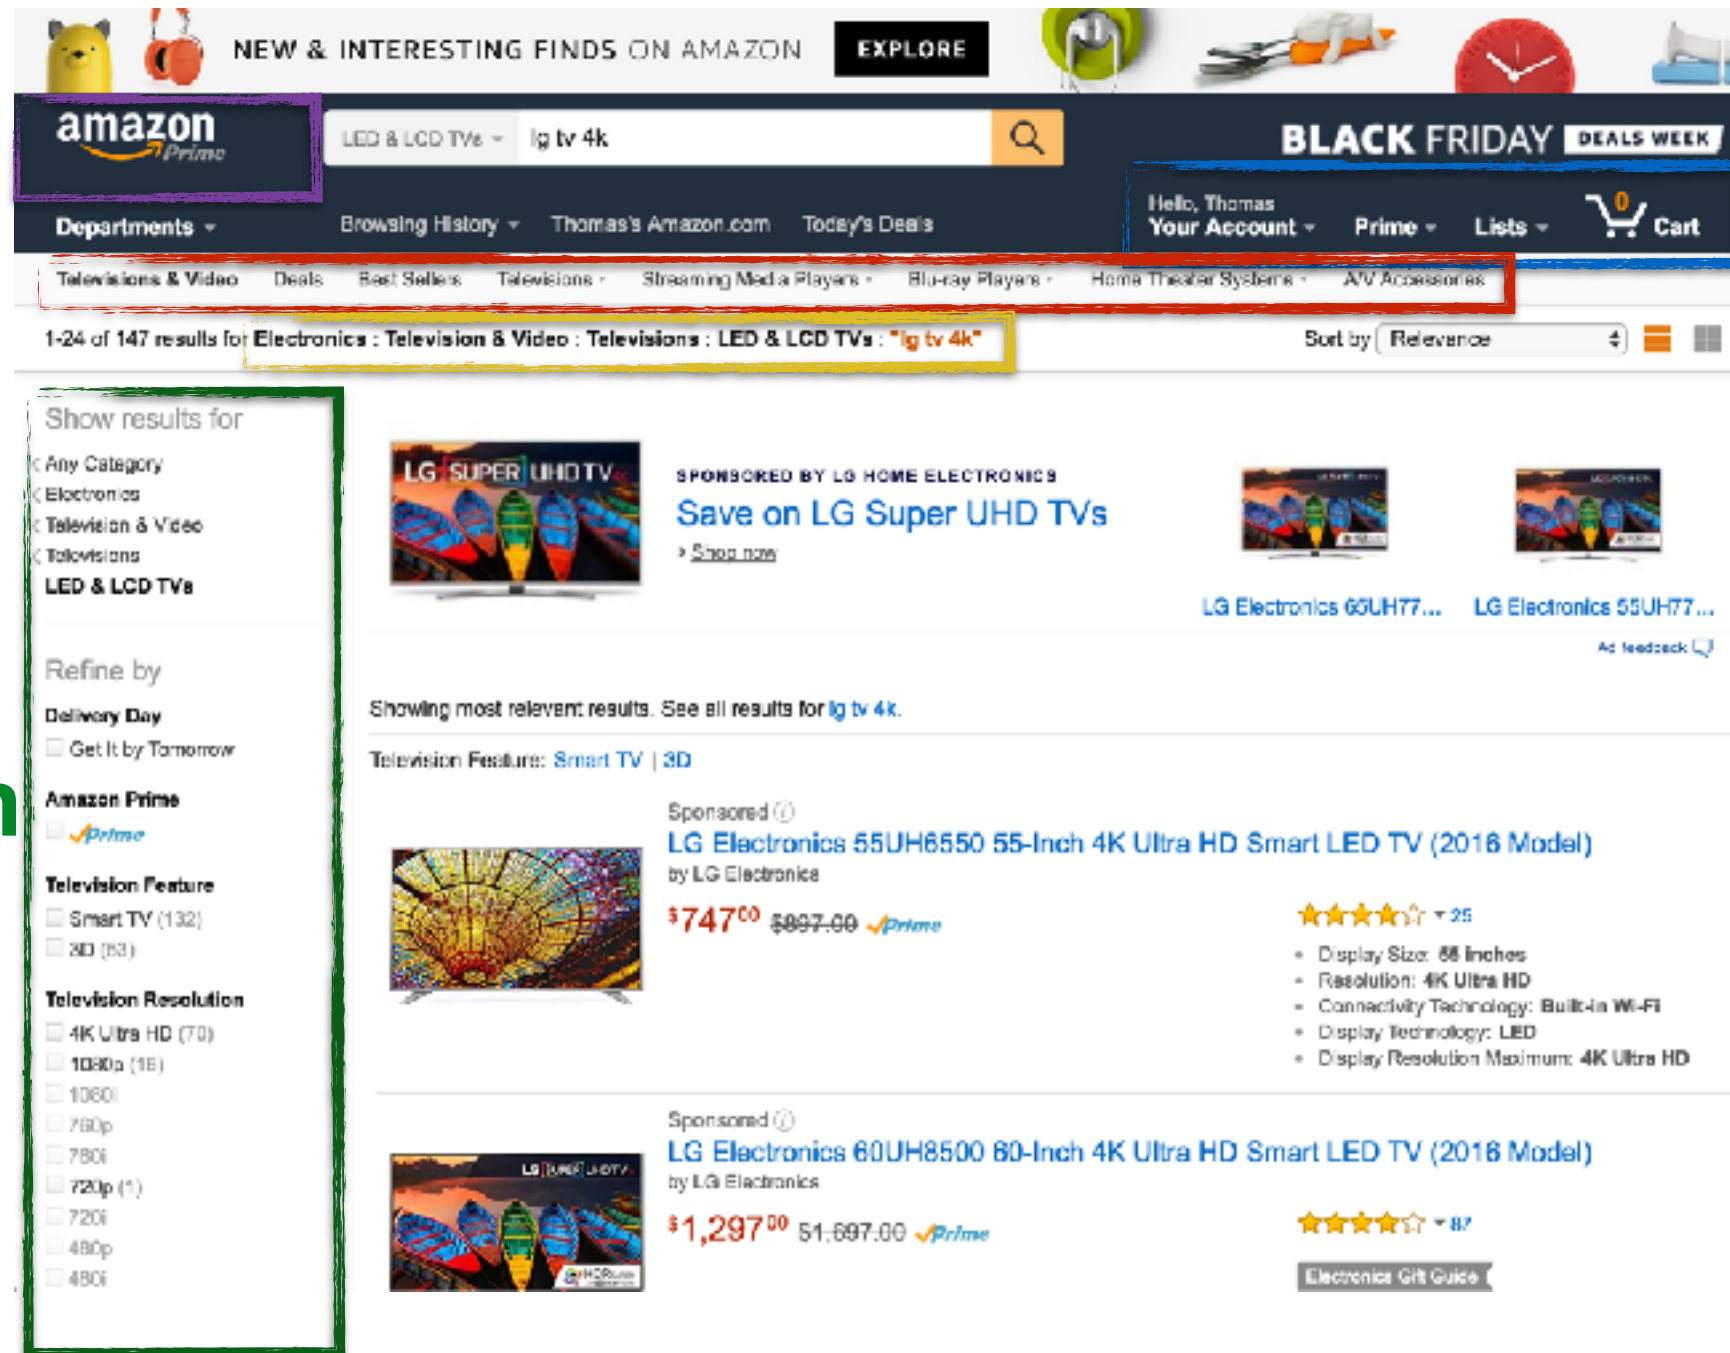 NEW & INTERESTING FINDS ON AMAZON EXPLORE
amazon Prime
LED & LCD TVs lg tv 4k
BLACK FRIDAY DEALS WEEK
Departments Browsing History Thomas's Amazon.com Today's Deals
Hello, Thomas
Your Account Prime Lists 0 Cart
Televisions & Video Deals Best Sellers Televisions Streaming Media Players Blu-ray Players Home Theater Systems A/V Accessories
1-24 of 147 results for Electronics : Television & Video : Televisions : LED & LCD TVs : "lg tv 4k"
Sort by Relevance
Show results for
Any Category
Electronics
Television & Video
Televisions
LED & LCD TVs
Refine by
Delivery Day
Get It by Tomorrow
n
Amazon Prime
Prime
Television Feature
Smart TV (132)
3D (63)
Television Resolution
4K Ultra HD (70)
1080p (16)
1080i
760p
780i
720p (1)
720i
480p
480i
LG SUPER UHD TV
SPONSORED BY LG HOME ELECTRONICS
Save on LG Super UHD TVs
Shop now
LG Electronics 65UH77...
LG Electronics 55UH77...
Ad feedback
Showing most relevant results. See all results for lg tv 4k.
Television Feature: Smart TV | 3D
Sponsored
LG Electronics 55UH6550 55-Inch 4K Ultra HD Smart LED TV (2016 Model)
by LG Electronics
$747 00 $897.00 Prime
25
Display Size: 55 inches
Resolution: 4K Ultra HD
Connectivity Technology: Built-in Wi-Fi
Display Technology: LED
Display Resolution Maximum: 4K Ultra HD
Sponsored
LG Electronics 60UH8500 60-Inch 4K Ultra HD Smart LED TV (2016 Model)
by LG Electronics
LG SUPER UHD TV
$1,297 00 $1,697.00 Prime
87
Electronics Gift Guide